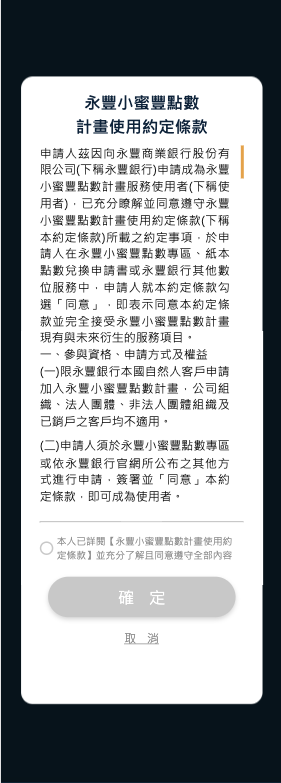 永豐小蜜豐點數
計畫使用約定條款
申請人茲因向永豐商業銀行股份有
限公司(下稱永豐銀行)申請成為永豐
小蜜豐點數計畫服務使用者(下稱使
用者)，已充分瞭解並同意遵守永豐
小蜜豐點數計畫使用約定條款(下稱
本約定條款)所載之約定事項，於申
請人在永豐小蜜豐點數專區、紙本
點數兌換申請書或永豐銀行其他數
位服務中，申請人就本約定條款勾
選「同意」，即表示同意本約定條
款並完全接受永豐小蜜豐點數計畫
現有與未來衍生的服務項目。
一、參與資格、申請方式及權益
(一)限永豐銀行本國自然人客戶申請
加入永豐小蜜豐點數計畫，公司組
織、法人團體、非法人團體組織及
已銷戶之客戶均不適用。
(二)申請人須於永豐小蜜豐點數專區
或依永豐銀行官網所公布之其他方
式進行申請，簽署並「同意」本約
定條款，即可成為使用者。
本人已詳閱【永豐小蜜豐點數計畫使用約
定條款】並充分了解且同意遵守全部內容
確 定
取 消